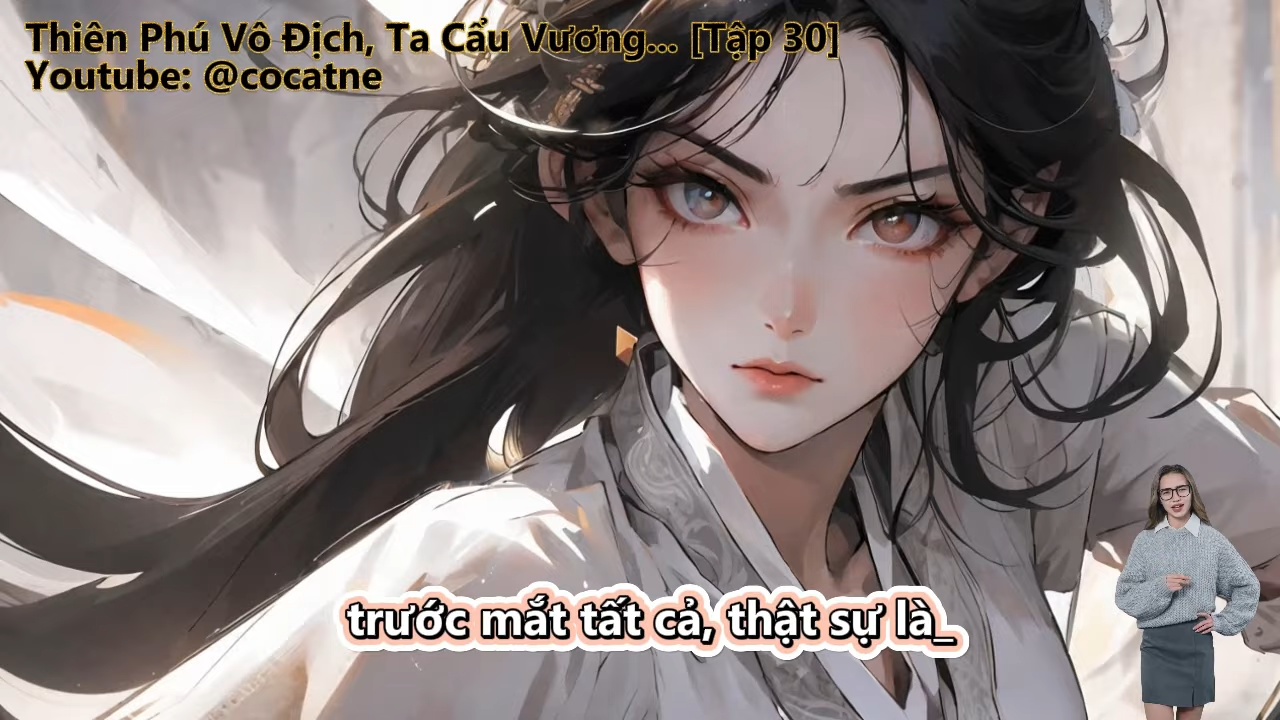 Thiên Phú Vô Địch, Ta Cẩu Vương... [Tập 30]
Youtube: @cocatne
trước mắt tất cả, thật sự là_